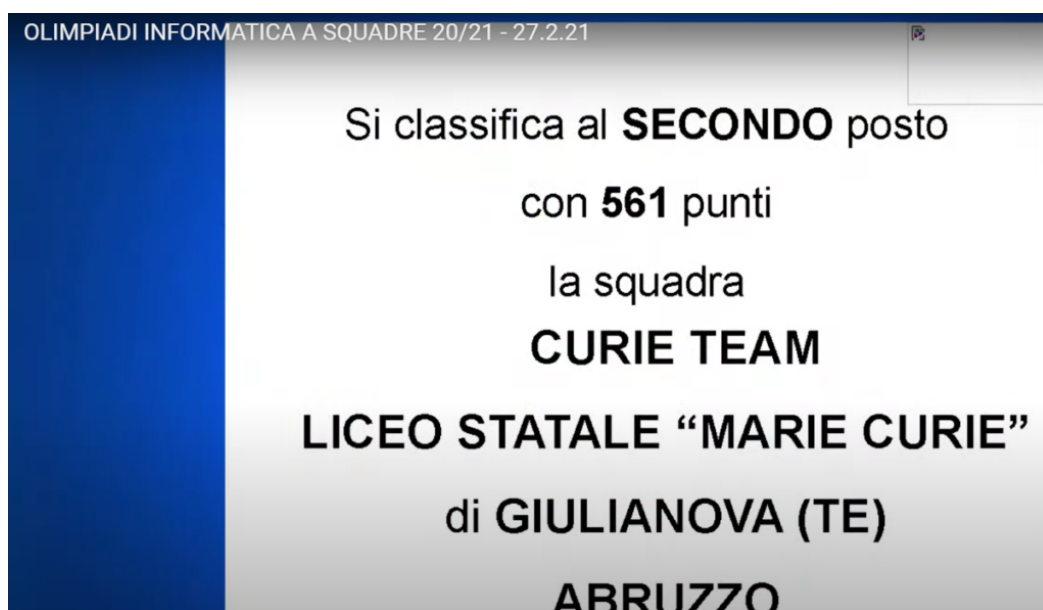 OLIMPIADI INFORMATICA A SQUADRE 20/21 - 27.2.21
Si classifica al SECONDO posto
con 561 punti
la squadra
CURIE TEAM
LICEO STATALE “MARIE CURIE”
di GIULIANOVA (TE)
ABRUZZO